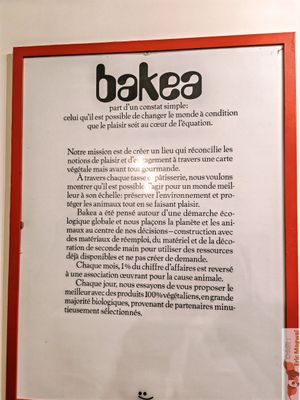 bakea
part d'un constat simple:
celui qu'il est possible de changer le monde à condition
que le plaisir soit au cœur de l'équation.
Notre mission est de créer un lieu qui réconcilie les
notions de plaisir et d'engagement à travers une carte
végétale mais avant tout gourmande.
À travers chaque tasse et pâtisserie, nous voulons
montrer qu'il est possible d'agir pour un monde meil-
leur à son échelle: préserver l'environnement et pro-
téger les animaux tout en se faisant plaisir.
Bakea a été pensé autour d'une démarche éco-
logique globale et nous plaçons la planète et les ani-
maux au centre de nos décisions—construction avec
des matériaux de réemploi, du matériel et de la déco-
ration de seconde main pour utiliser des ressources
déjà disponibles et ne pas créer de demande.
Chaque mois, 1% du chiffre d'affaires est reversé
à une association œuvrant pour la cause animale.
Chaque jour, nous essayons de vous proposer le
meilleur avec des produits 100% végétaliens, en grande
majorité biologiques, provenant de partenaires minu-
tieusement sélectionnés.